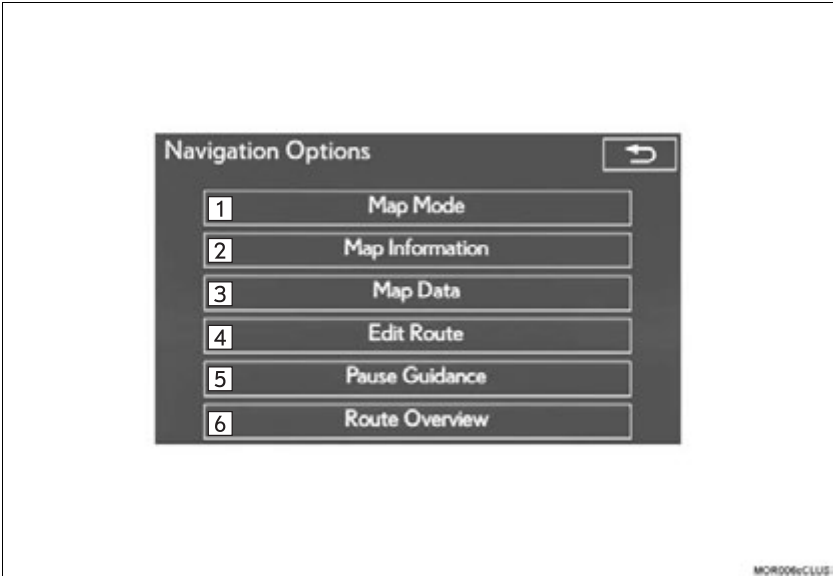 Navigation Options
1 Map Mode
2 Map Information
3 Map Data
4 Edit Route
5 Pause Guidance
6 Route Overview
MOR006cCLUS